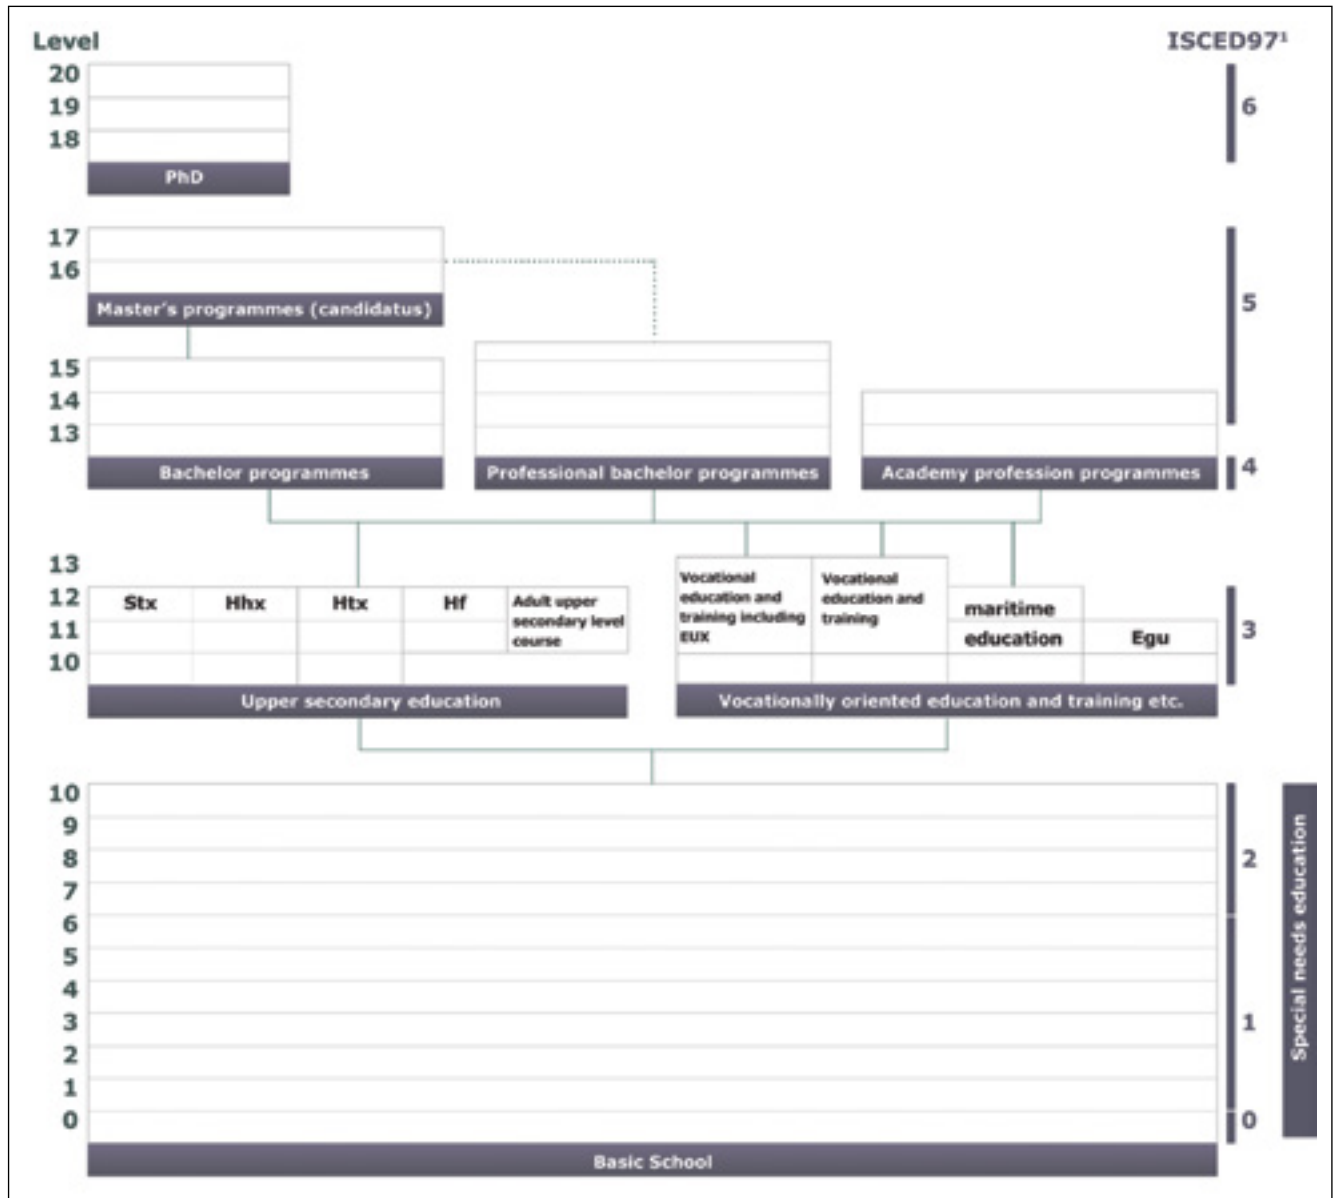 Level
ISCED97¹
20
19
18
6
PhD
17
16
Master's programmes (candidatus)
5
15
14
13
Bachelor programmes
Professional bachelor programmes
Academy profession programmes
4
13
12
11
10
Stx
Hhx
Htx
Hf
Adult upper
secondary level
course
Vocational
education and
training including
EUX
Vocational
education and
training
maritime
education
Egu
3
Upper secondary education
Vocationally oriented education and training etc.
10
9
8
7
6
5
4
3
2
1
0
2
1
0
Special needs education
Basic School